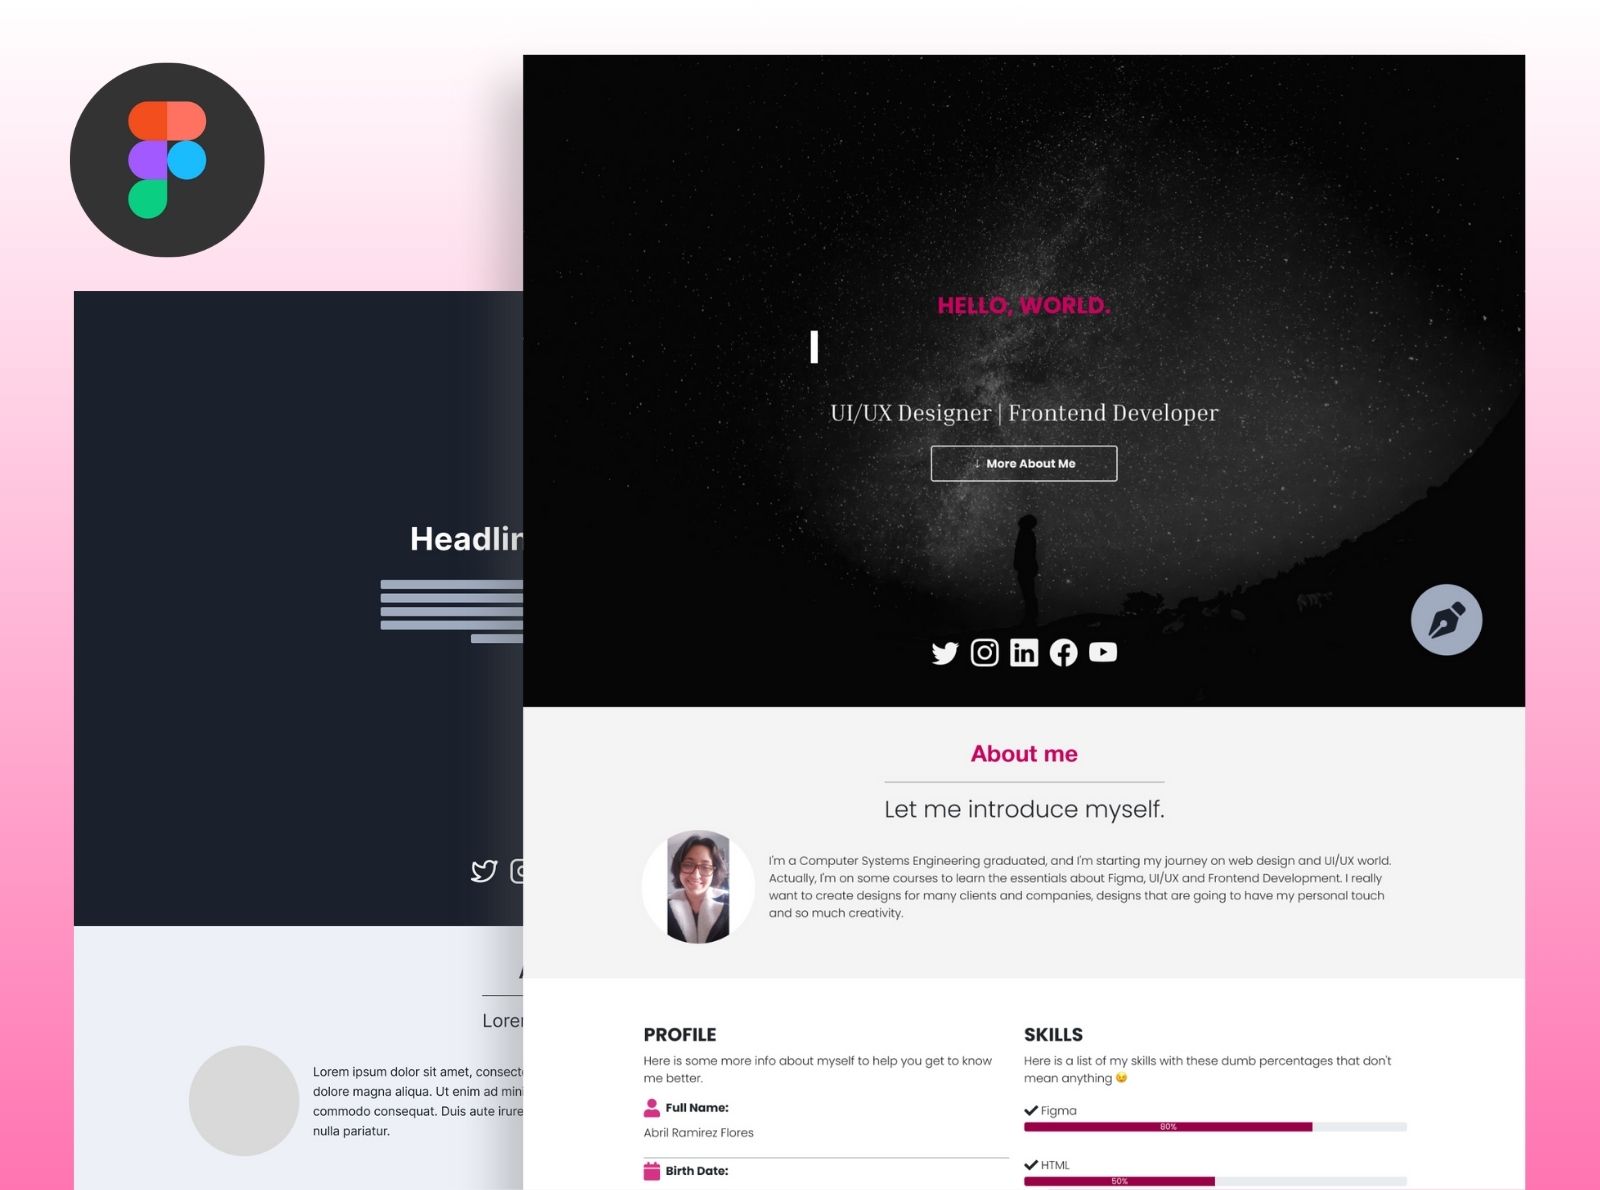 HELLO, WORLD.
I
UI/UX Designer | Frontend Developer
↓ More About Me
Headlin
About me
Let me introduce myself.
I'm a Computer Systems Engineering graduated, and I'm starting my journey on web design and UI/UX world.
Actually, I'm on some courses to learn the essentials about Figma, UI/UX and Frontend Development. I really
want to create designs for many clients and companies, designs that are going to have my personal touch
and so much creativity.
Lorem ipsum dolor sit amet, consecte
dolore magna aliqua. Ut enim ad mini
commodo consequat. Duis aute irure
nulla pariatur.
Lorer
PROFILE
Here is some more info about myself to help you get to know
me better.
Full Name:
Abril Ramirez Flores
Birth Date:
SKILLS
Here is a list of my skills with these dumb percentages that don't
mean anything 😉
Figma
80%
HTML
50%